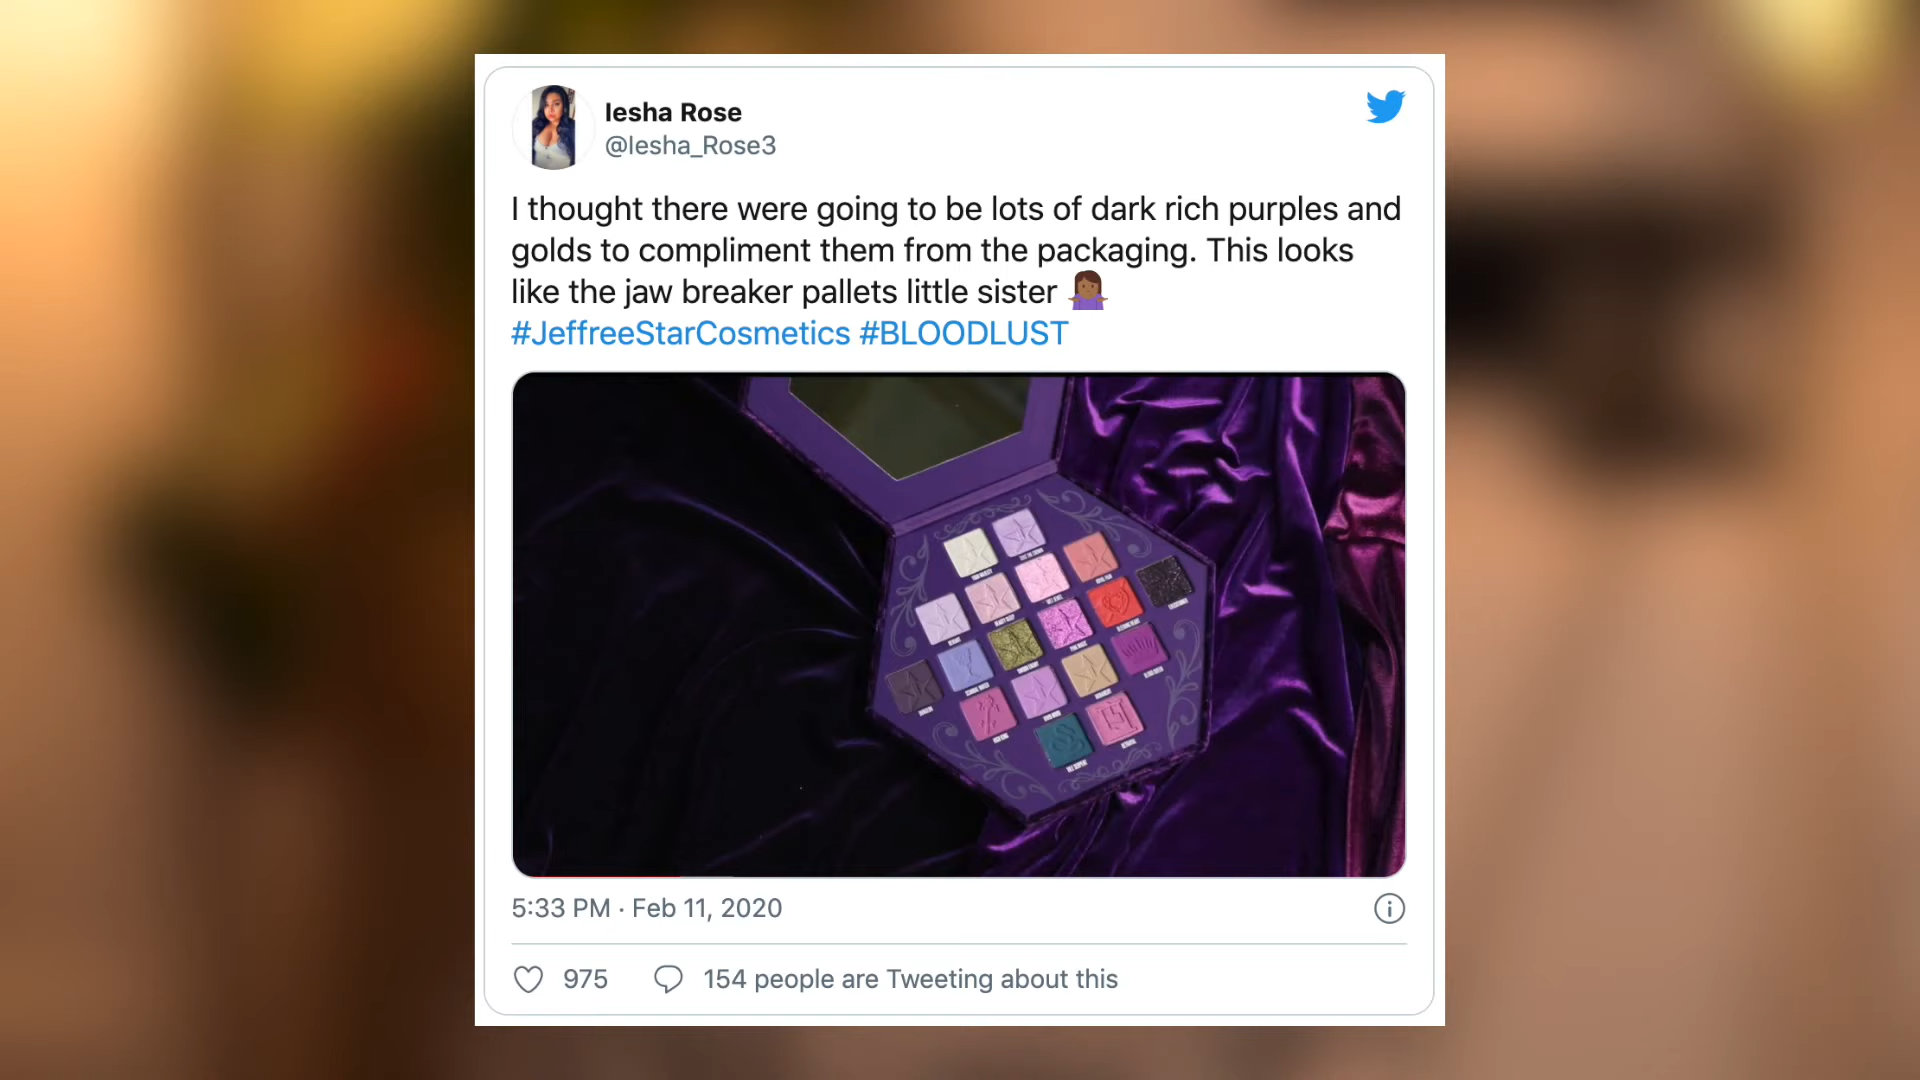 Iesha Rose
@Iesha_Rose3
I thought there were going to be lots of dark rich purples and
golds to compliment them from the packaging. This looks
like the jaw breaker pallets little sister 🤷🏾‍♀️
#JeffreeStarCosmetics #BLOODLUST
5:33 PM · Feb 11, 2020
975
154 people are Tweeting about this